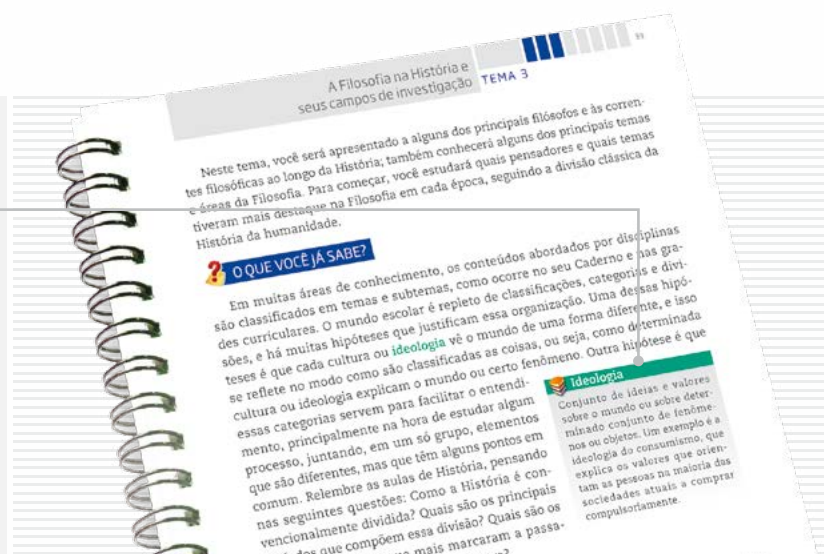 A Filosofia na História e
seus campos de investigação
TEMA 3
Neste tema, você será apresentado a alguns dos principais filósofos e às corren-
tes filosóficas ao longo da História; também conhecerá alguns dos principais temas
e áreas da Filosofia. Para começar, você estudará quais pensadores e quais temas
tiveram mais destaque na Filosofia em cada época, seguindo a divisão clássica da
História da humanidade.
O QUE VOCÊ JÁ SABE?
Em muitas áreas de conhecimento, os conteúdos abordados por disciplinas
são classificados em temas e subtemas, como ocorre no seu Caderno e nas gra-
des curriculares. O mundo escolar é repleto de classificações, categorias e divi-
sões, e há muitas hipóteses que justificam essa organização. Uma dessas hipó-
teses é que cada cultura ou ideologia vê o mundo de uma forma diferente, e isso
se reflete no modo como são classificadas as coisas, ou seja, como determinada
cultura ou ideologia explicam o mundo ou certo fenômeno. Outra hipótese é que
essas categorias servem para facilitar o entendi-
mento, principalmente na hora de estudar algum
processo, juntando, em um só grupo, elementos
que são diferentes, mas que têm alguns pontos em
comum. Relembre as aulas de História, pensando
nas seguintes questões: Como a História é con-
vencionalmente dividida? Quais são os principais
que compõem essa divisão? Quais são os
mais marcaram a passa-
Ideologia
Conjunto de ideias e valores
sobre o mundo ou sobre deter-
minado conjunto de fenôme-
nos ou objetos. Um exemplo é a
ideologia do consumismo, que
explica os valores que orien-
tam as pessoas na maioria das
sociedades atuais a comprar
compulsoriamente.